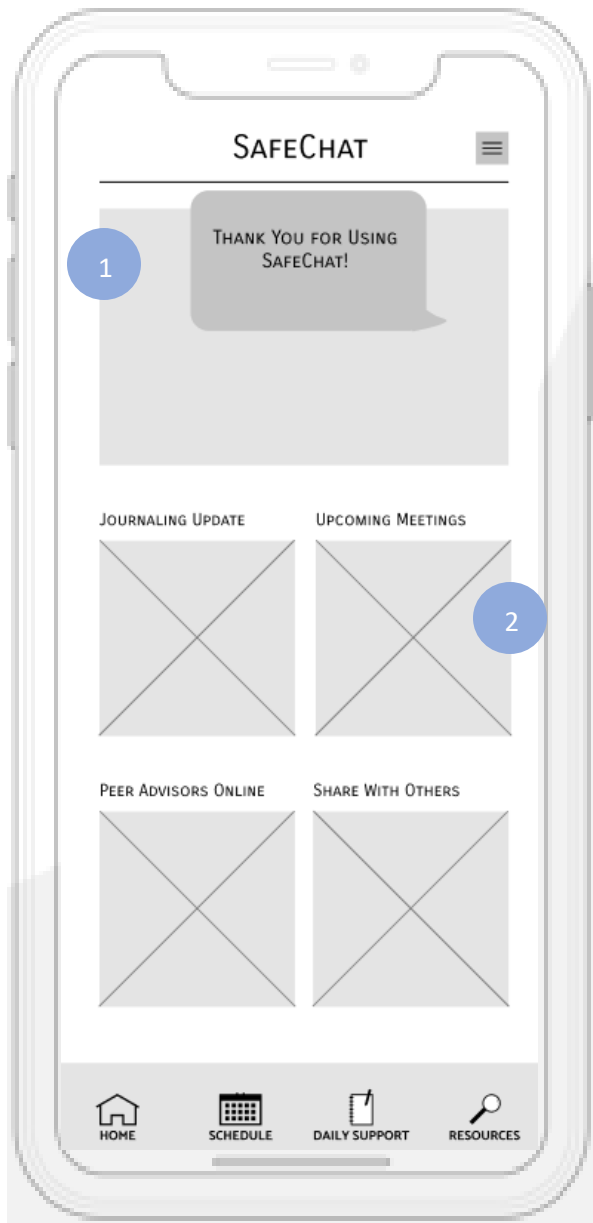 SafeChat
Thank You for Using
SafeChat!
1
Journaling Update
Upcoming Meetings
2
Peer Advisors Online
Share With Others
HOME
SCHEDULE
DAILY SUPPORT
RESOURCES